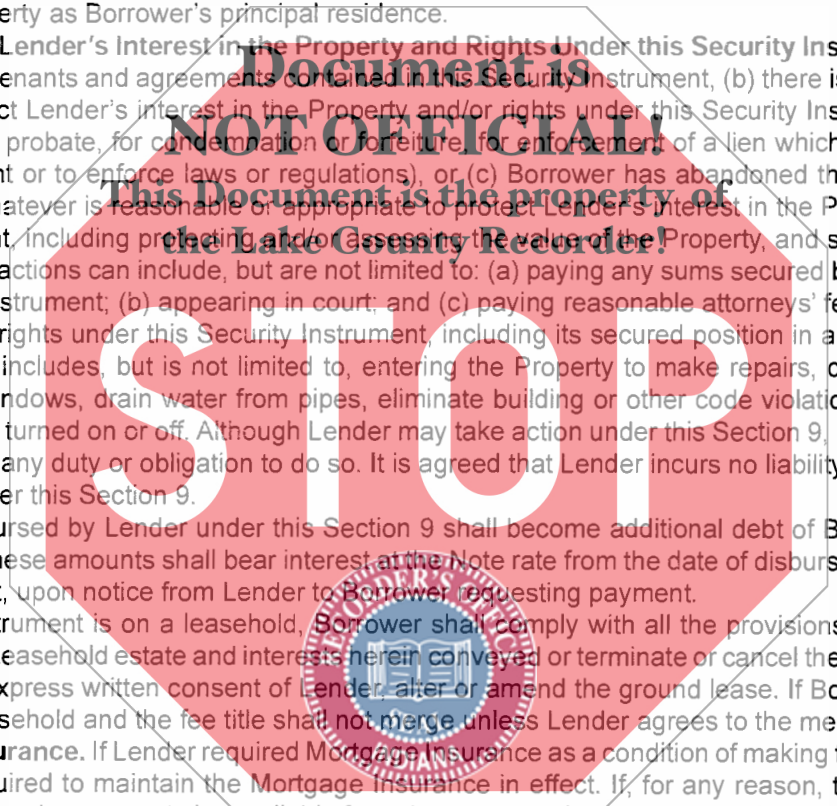 erty as Borrower's principal residence.
Lender's Interest in the Property and Rights Under this Security Ins
Document is
enants and agreements contained in this Security Instrument, (b) there i
ct Lender's interest in the Property and/or rights under this Security Ins
NOT OFFICIAL!
probate, for condemnation or forfeiture, for enforcement of a lien which
nt or to enforce laws or regulations), or (c) Borrower has abandoned th
This Document is the property of
atever is reasonable or appropriate to protect Lender's interest in the P
the Lake County Recorder!
t, including protecting and/or assessing the value of the Property, and s
actions can include, but are not limited to: (a) paying any sums secured b
strument; (b) appearing in court; and (c) paying reasonable attorneys' fe
rights under this Security Instrument, including its secured position in a
includes, but is not limited to, entering the Property to make repairs, c
STOP
ndows, drain water from pipes, eliminate building or other code violatio
turned on or off. Although Lender may take action under this Section 9,
any duty or obligation to do so. It is agreed that Lender incurs no liability
er this Section 9.
ursed by Lender under this Section 9 shall become additional debt of B
ese amounts shall bear interest at the Note rate from the date of disburs
t, upon notice from Lender to Borrower requesting payment.
RECORDER'S OFFICE
trument is on a leasehold, Borrower shall comply with all the provisions
easehold estate and interests herein conveyed or terminate or cancel the
xpress written consent of Lender, alter or amend the ground lease. If Bo
sehold and the fee title shall not merge unless Lender agrees to the me
urance. If Lender required Mortgage Insurance as a condition of making t
uired to maintain the Mortgage Insurance in effect. If, for any reason, t